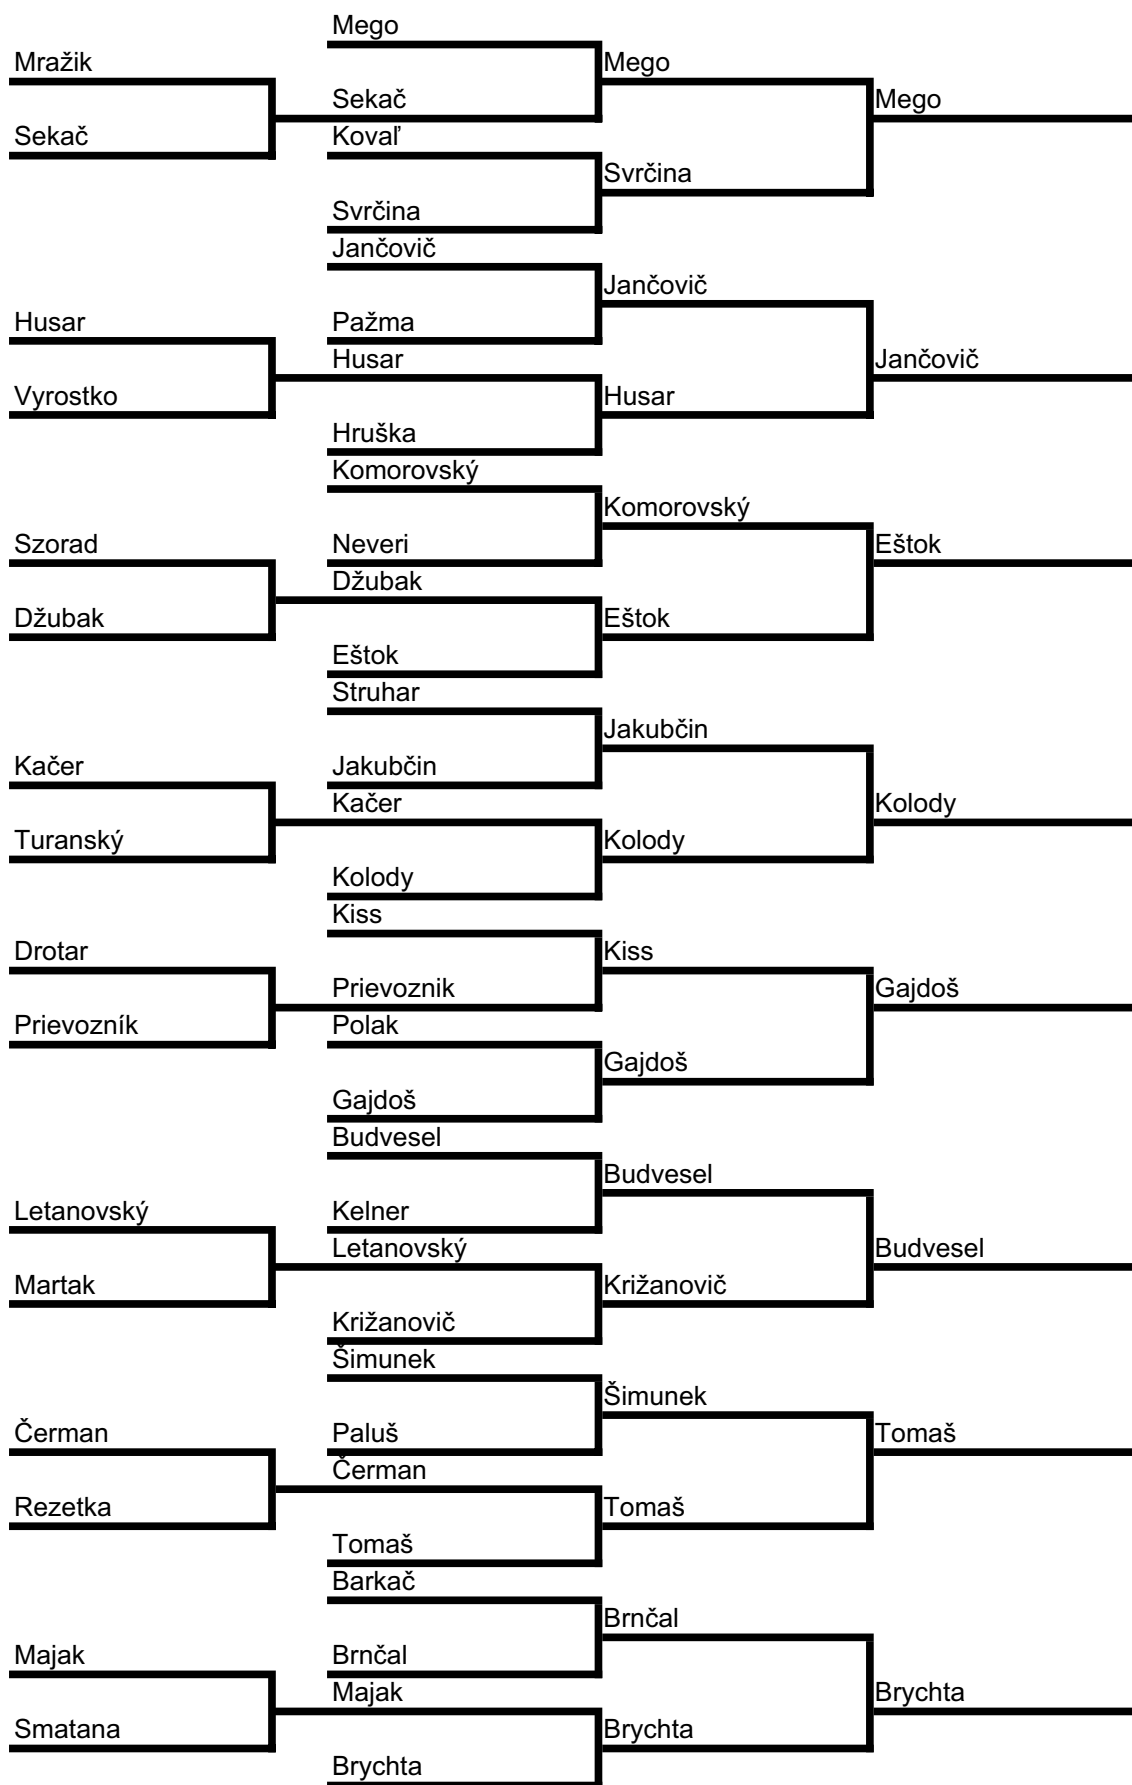 Mego
Mražik
Mego
Sekač
Mego
Sekač
Kovaľ
Svrčina
Svrčina
Jančovič
Jančovič
Husar
Pažma
Husar
Jančovič
Vyrostko
Husar
Hruška
Komorovský
Komorovský
Szorad
Neveri
Eštok
Džubak
Džubak
Eštok
Eštok
Struhar
Jakubčin
Kačer
Jakubčin
Kačer
Kolody
Turanský
Kolody
Kolody
Kiss
Drotar
Kiss
Prievoznik
Gajdoš
Prievozník
Polak
Gajdoš
Gajdoš
Budvesel
Budvesel
Letanovský
Kelner
Letanovský
Budvesel
Martak
Križanovič
Križanovič
Šimunek
Šimunek
Čerman
Paluš
Tomaš
Čerman
Rezetka
Tomaš
Tomaš
Barkač
Brnčal
Majak
Brnčal
Majak
Brychta
Smatana
Brychta
Brychta